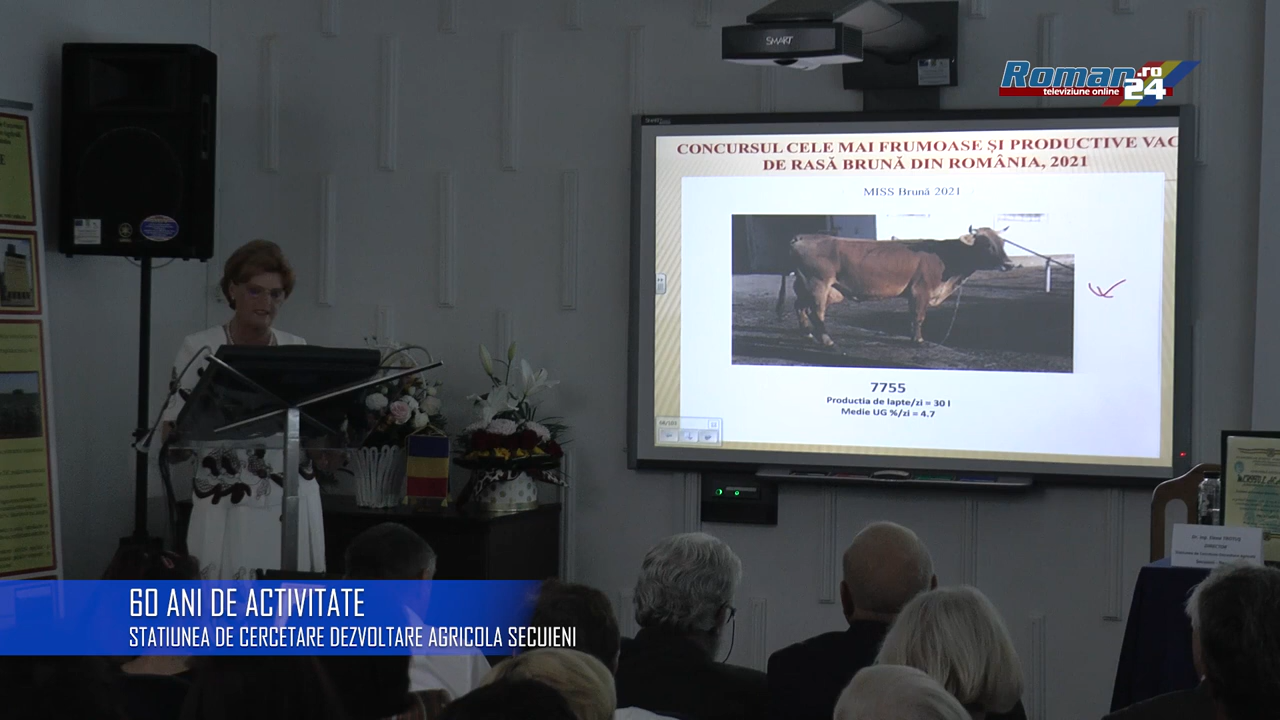 SMART
Roman
.ro
24
televiziune online
CONCURSUL CELE MAI FRUMOASE ȘI PRODUCTIVE VAC
DE RASĂ BRUNĂ DIN ROMÂNIA, 2021
MISS Brună 2021
7755
Productia de lapte/zi = 30 l
Medie UG %/zi = 4.7
DIRECTOR
60 ANI DE ACTIVITATE
STATIUNEA DE CERCETARE DEZVOLTARE AGRICOLA SECUIENI